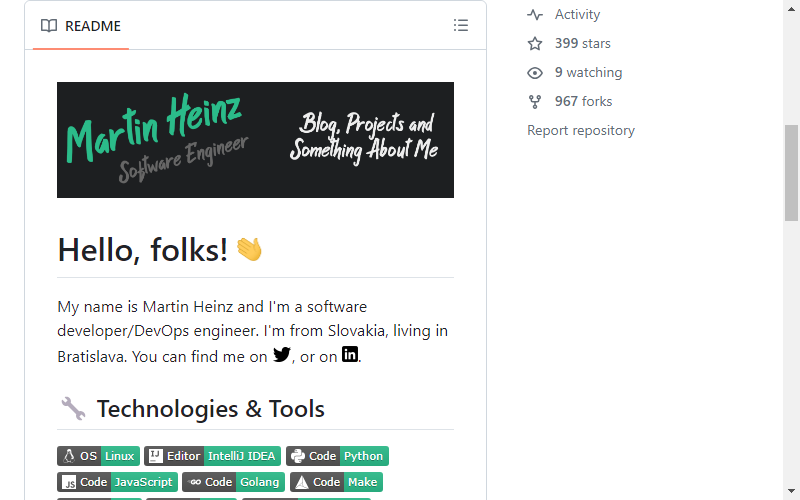 README
Martin Heinz
Software Engineer
Blog, Projects and
Something About Me
Hello, folks!
My name is Martin Heinz and I'm a software
developer/DevOps engineer. I'm from Slovakia, living in
Bratislava. You can find me on , or on .
Technologies & Tools
OS Linux Editor IntelliJ IDEA Code Python
Code JavaScript Code Golang Code Make
Activity
399 stars
9 watching
967 forks
Report repository